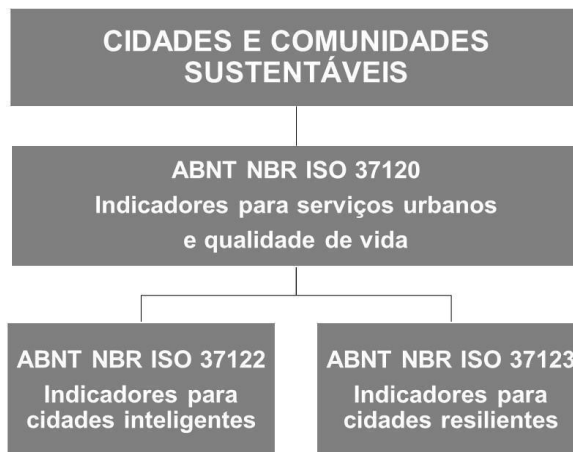 CIDADES E COMUNIDADES
SUSTENTÁVEIS
ABNT NBR ISO 37120
Indicadores para serviços urbanos
e qualidade de vida
ABNT NBR ISO 37122
Indicadores para
cidades inteligentes
ABNT NBR ISO 37123
Indicadores para
cidades resilientes